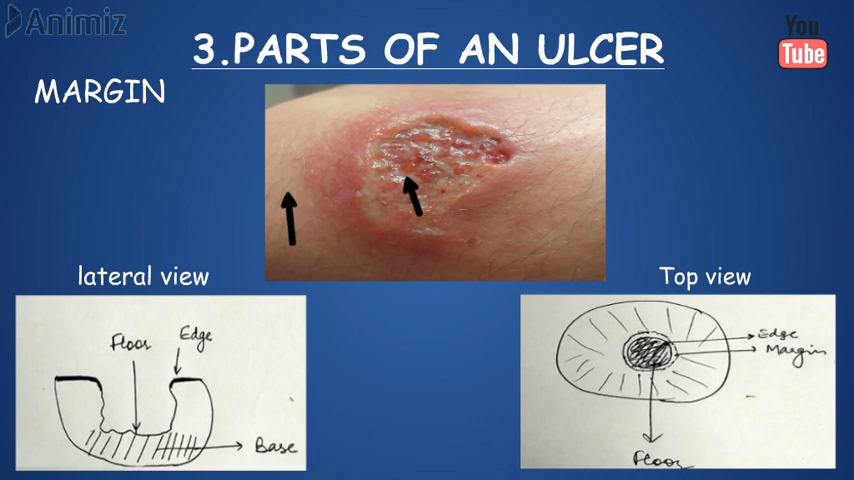 Animiz
You
Tube
3.PARTS OF AN ULCER
MARGIN
lateral view
Top view
Floor
Edge
Base
Edge
Margin
Floor